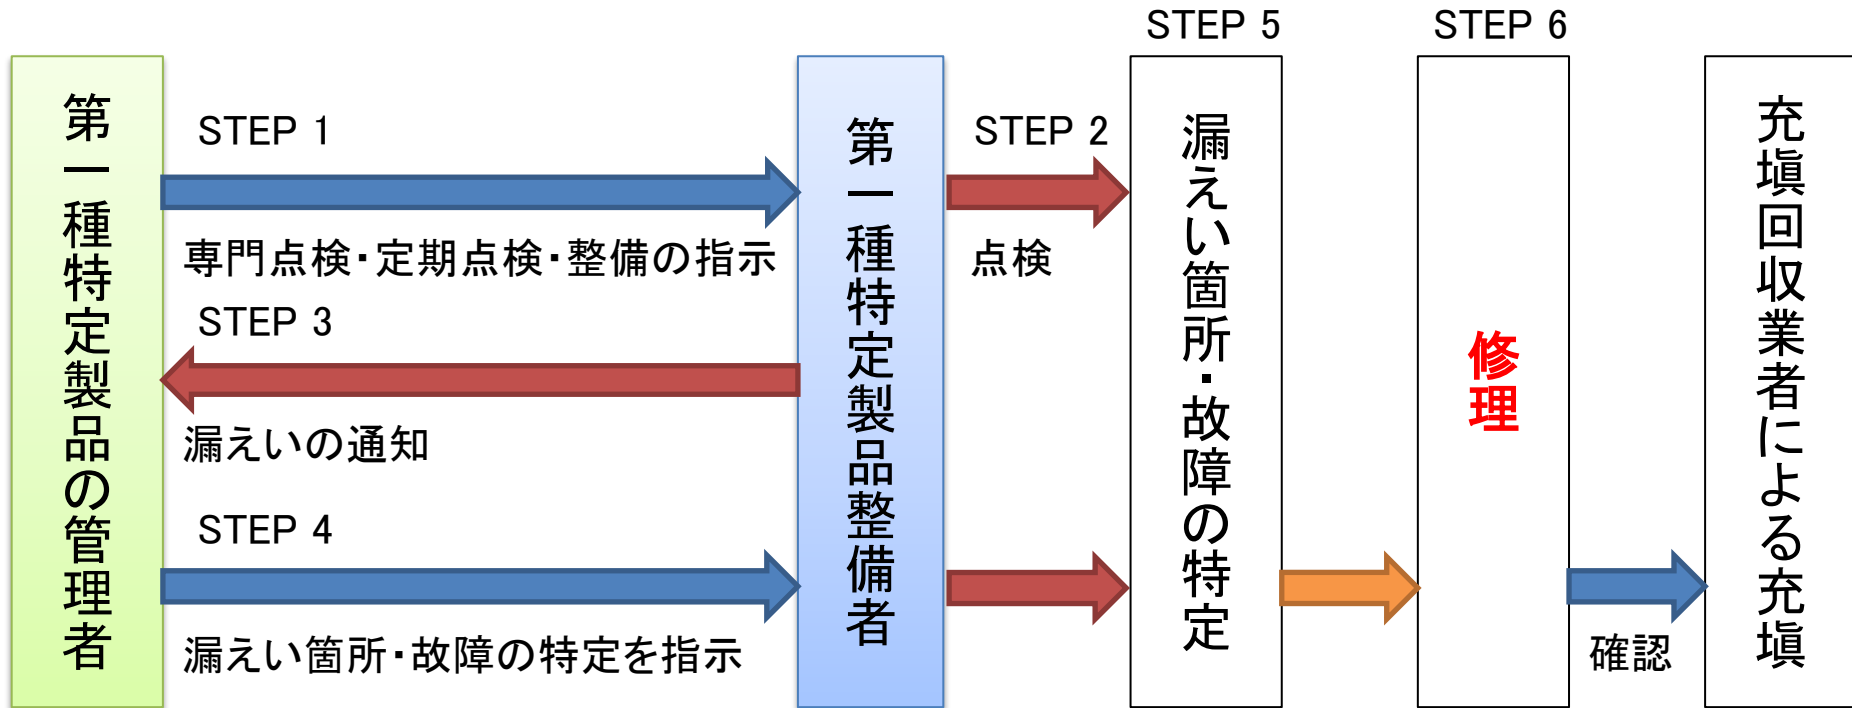 第一種特定製品の管理者
STEP 1
専門点検・定期点検・整備の指示
STEP 3
漏えいの通知
STEP 4
漏えい箇所・故障の特定を指示
第一種特定製品整備者
STEP 2
点検
STEP 5
漏えい箇所・故障の特定
STEP 6
修理
確認
充塡回収業者による充塡